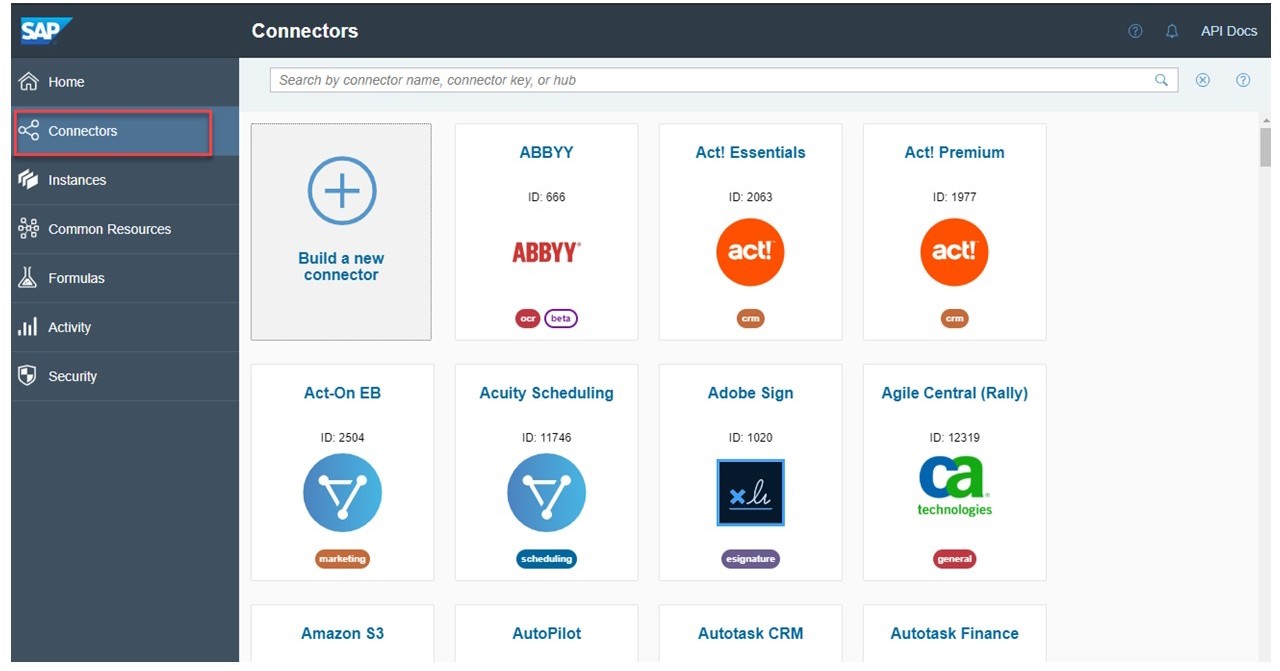 SAP
Connectors
API Docs
Home
Search by connector name, connector key, or hub
Connectors
Instances
Common Resources
Formulas
Activity
Security
Build a new
connector
ABBYY
ID: 666
ABBYY
ocr beta
Act! Essentials
ID: 2063
act!
crm
Act! Premium
ID: 1977
act!
crm
Act-On EB
ID: 2504
marketing
Acuity Scheduling
ID: 11746
scheduling
Adobe Sign
ID: 1020
esignature
Agile Central (Rally)
ID: 12319
ca
technologies
general
Amazon S3
AutoPilot
Autotask CRM
Autotask Finance